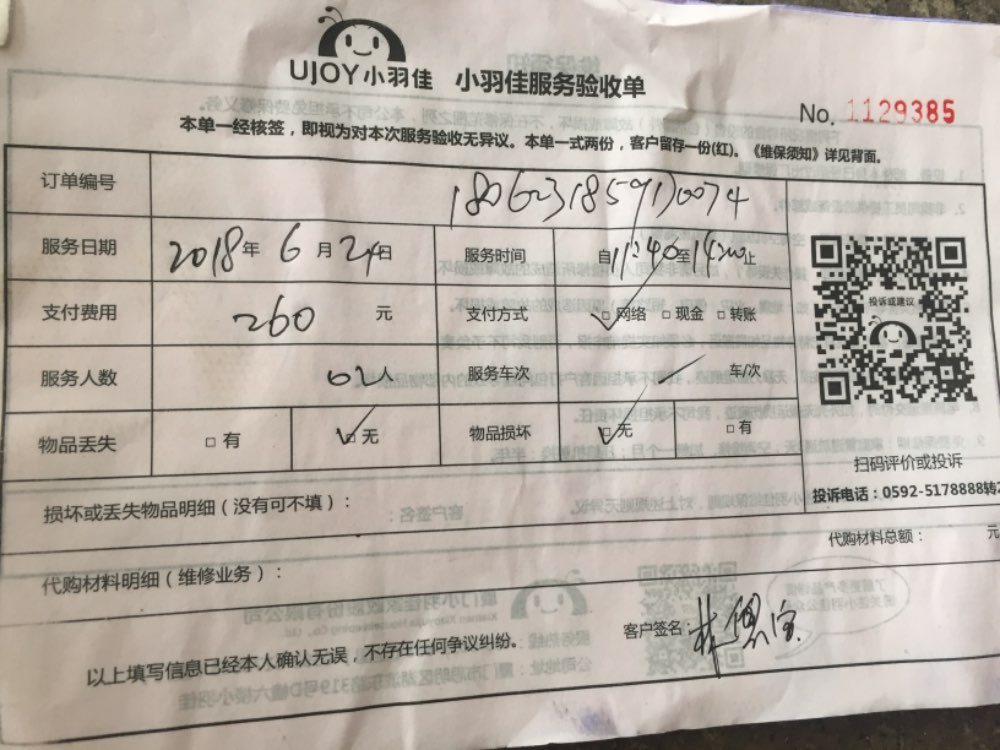 UJOY小羽佳 小羽佳服务验收单
No. 1129385
本单一经核签，即视为对本次服务验收无异议。本单一式两份，客户留存一份(红)。《维保须知》详见背面。
订单编号 180623185910074
服务日期 2018年 6月 24日 服务时间 自11:40至1420止
支付费用 260 元 支付方式 □网络 □现金 □转账
投诉或建议
服务人数 02人 服务车次 车/次
物品丢失 □有 □无 物品损坏 □无 □有
扫码评价或投诉
损坏或丢失物品明细（没有可不填）：
投诉电话：0592-5178888转2
代购材料明细（维修业务）：
代购材料总额： 元
客户签名：林
以上填写信息已经本人确认无误，不存在任何争议纠纷。